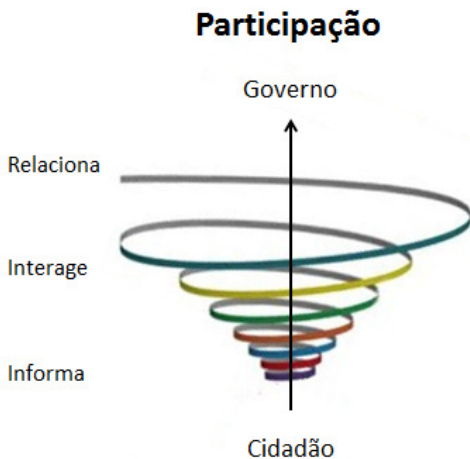 Participação
Governo
Relaciona
Interage
Informa
Cidadão